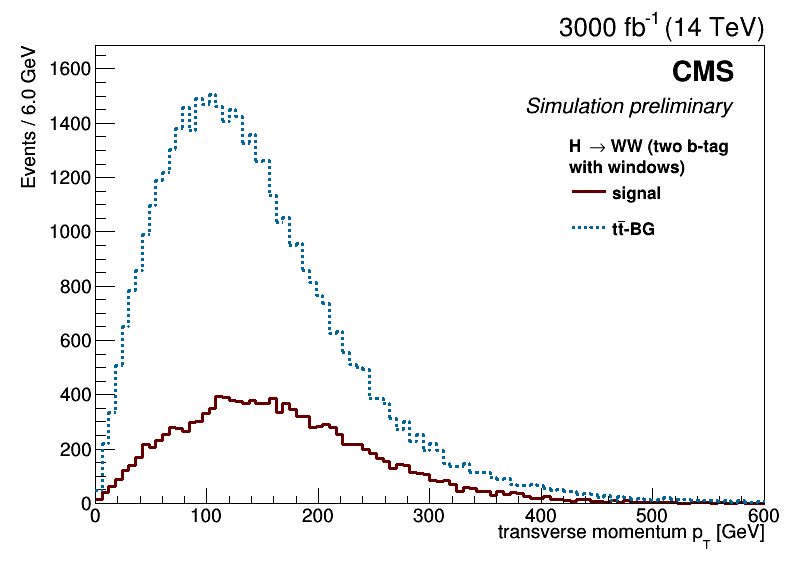 3000 fb⁻¹ (14 TeV)
CMS
Simulation preliminary
H → WW (two b-tag
with windows)
signal
tt̄-BG
Events / 6.0 GeV
1600
1400
1200
1000
800
600
400
200
0
0 100 200 300 400 500 600
transverse momentum p_T [GeV]